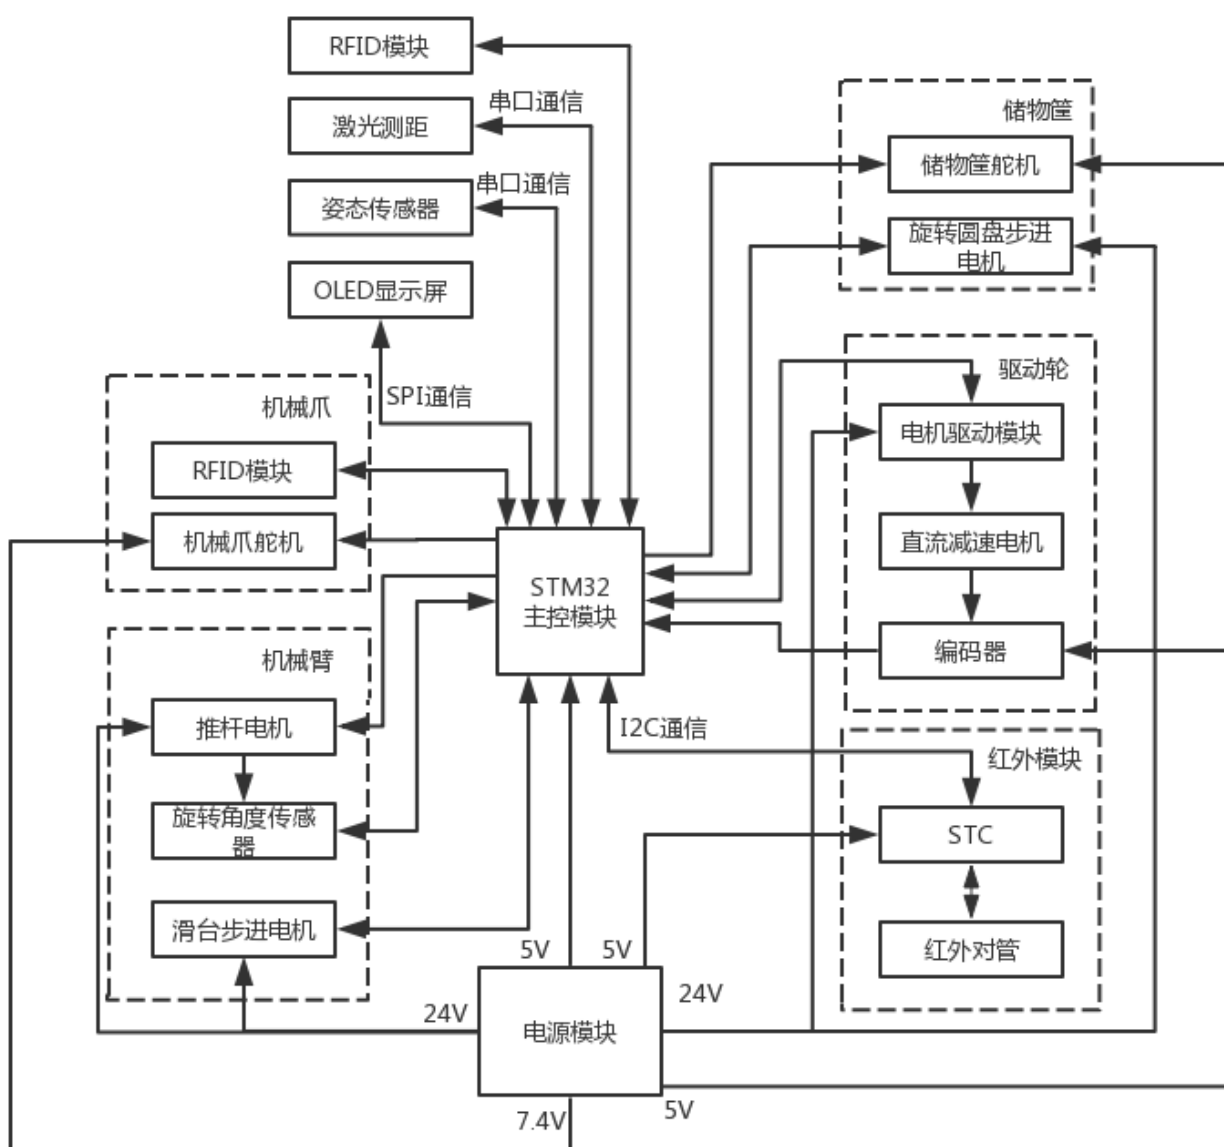 RFID模块
串口通信
激光测距
串口通信
姿态传感器
OLED显示屏
SPI通信
机械爪
RFID模块
机械爪舵机
STM32
主控模块
机械臂
推杆电机
旋转角度传感
器
滑台步进电机
储物筐
储物筐舵机
旋转圆盘步进
电机
驱动轮
电机驱动模块
直流减速电机
编码器
I2C通信
红外模块
STC
红外对管
5V
5V
24V
24V
电源模块
7.4V
5V